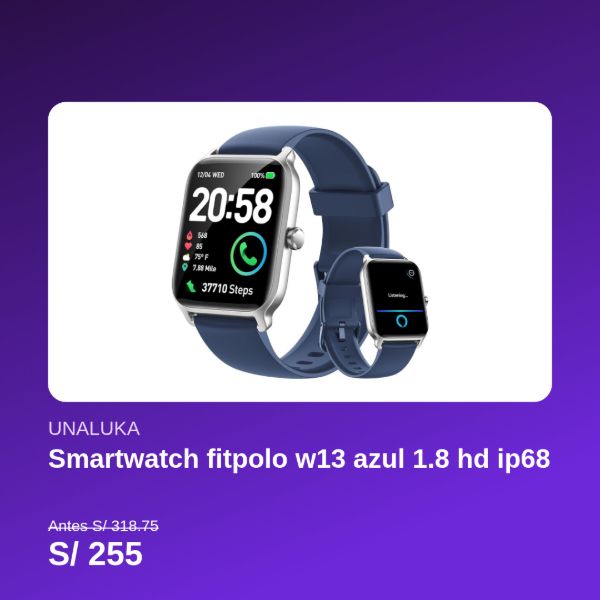 12/04 WED 100%
20:58
568
85
75° F
7.88 Mile
37710 Steps
Listening...
UNALUKA
Smartwatch fitpolo w13 azul 1.8 hd ip68
Antes S/ 318.75
S/ 255